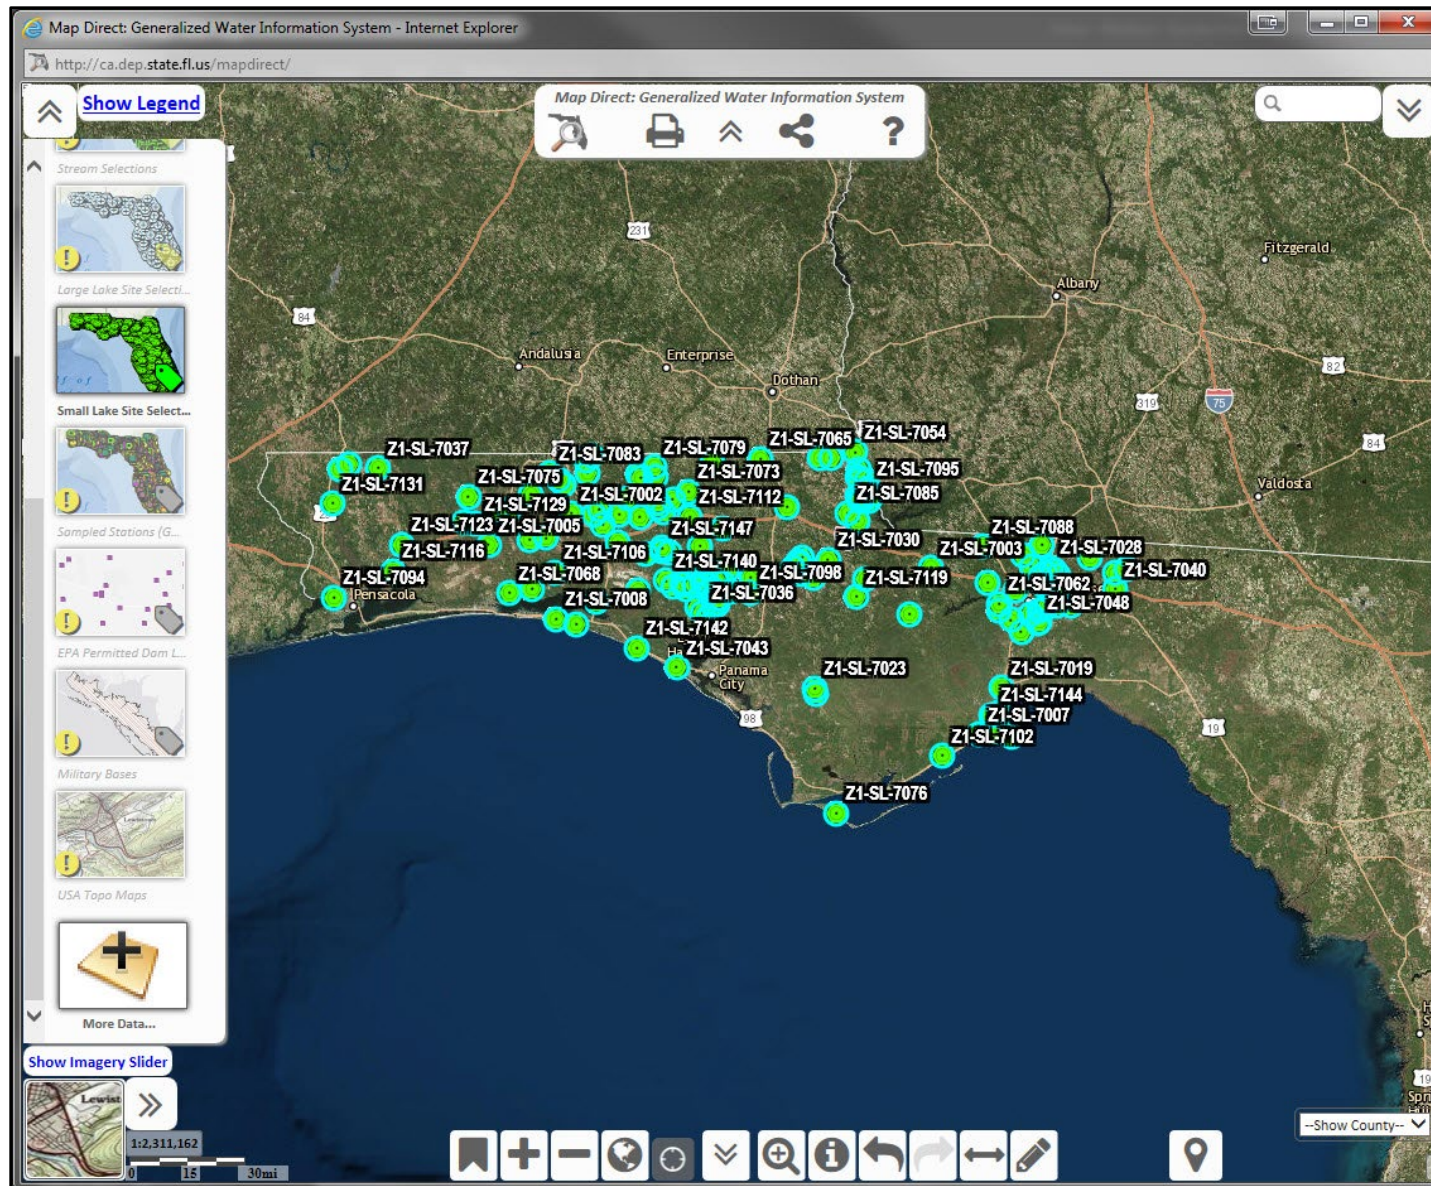 Map Direct: Generalized Water Information System - Internet Explorer
http://ca.dep.state.fl.us/mapdirect/
Show Legend
Map Direct: Generalized Water Information System
?
Stream Selections
Large Lake Site Selecti...
Small Lake Site Select...
Sampled Stations (G...
EPA Permitted Dam L...
Military Bases
USA Topo Maps
More Data...
Show Imagery Slider
Lewist
1:2,311,162
0 15 30mi
--Show County--
231
Fitzgerald
Albany
84
Andalusia
Enterprise
Dothan
82
319
75
84
Valdosta
Z1-SL-7037
Z1-SL-7083
Z1-SL-7079
Z1-SL-7065
Z1-SL-7054
Z1-SL-7131
Z1-SL-7075
Z1-SL-7073
Z1-SL-7095
Z1-SL-7129
Z1-SL-7002
Z1-SL-7112
Z1-SL-7085
Z1-SL-7123
Z1-SL-7005
Z1-SL-7147
Z1-SL-7030
Z1-SL-7088
Z1-SL-7116
Z1-SL-7106
Z1-SL-7140
Z1-SL-7098
Z1-SL-7003
Z1-SL-7028
Z1-SL-7094
Z1-SL-7068
Z1-SL-7119
Z1-SL-7062
Z1-SL-7040
Pensacola
Z1-SL-7008
Z1-SL-7036
Z1-SL-7048
Z1-SL-7142
Z1-SL-7043
Panama
City
Z1-SL-7023
Z1-SL-7019
Z1-SL-7144
98
Z1-SL-7007
19
Z1-SL-7102
Z1-SL-7076
19